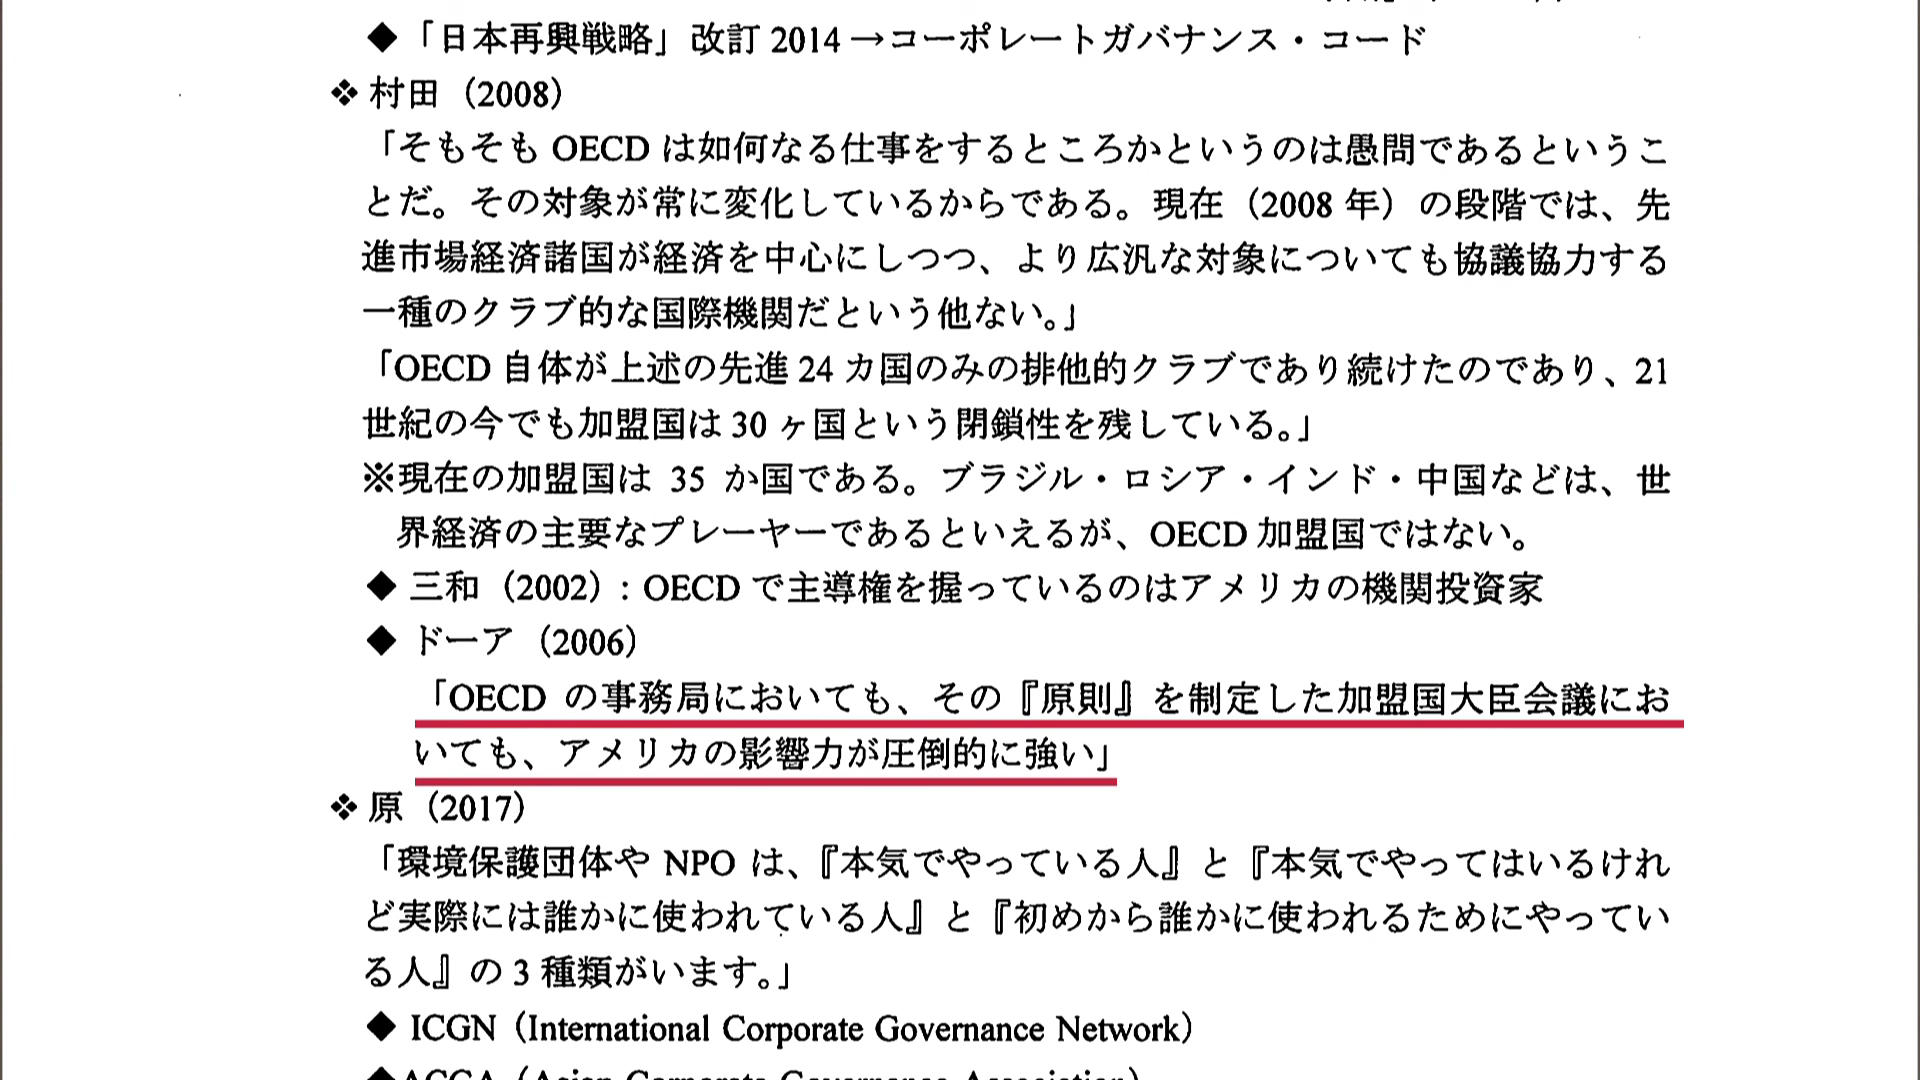 ◆「日本再興戦略」改訂 2014→コーポレートガバナンス・コード
❖ 村田（2008）
「そもそも OECD は如何なる仕事をするところかというのは愚問であるというこ
とだ。その対象が常に変化しているからである。現在（2008 年）の段階では、先
進市場経済諸国が経済を中心にしつつ、より広汎な対象についても協議協力する
一種のクラブ的な国際機関だという他ない。」
「OECD 自体が上述の先進 24 カ国のみの排他的クラブであり続けたのであり、21
世紀の今でも加盟国は 30 ヶ国という閉鎖性を残している。」
※現在の加盟国は 35 か国である。ブラジル・ロシア・インド・中国などは、世
界経済の主要なプレーヤーであるといえるが、OECD 加盟国ではない。
◆ 三和（2002）: OECD で主導権を握っているのはアメリカの機関投資家
◆ ドーア（2006）
「OECD の事務局においても、その『原則』を制定した加盟国大臣会議にお
いても、アメリカの影響力が圧倒的に強い」
❖ 原（2017）
「環境保護団体や NPO は、『本気でやっている人』と『本気でやってはいるけれ
ど実際には誰かに使われている人』と『初めから誰かに使われるためにやってい
る人』の 3 種類がいます。」
◆ ICGN（International Corporate Governance Network）
◆ACGA（Asian Corporate Governance Association）